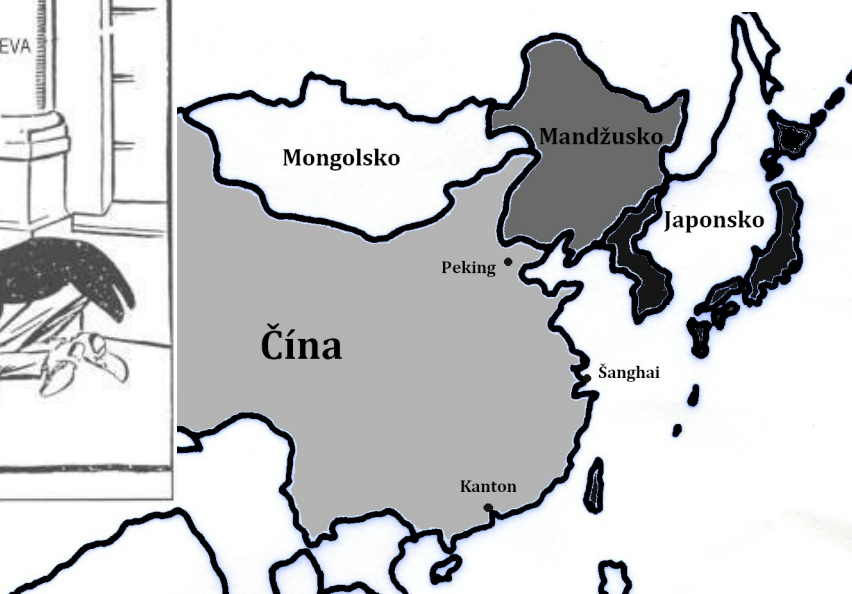 EVA
Mongolsko
Mandžusko
Japonsko
Peking
Čína
Šanghai
Kanton